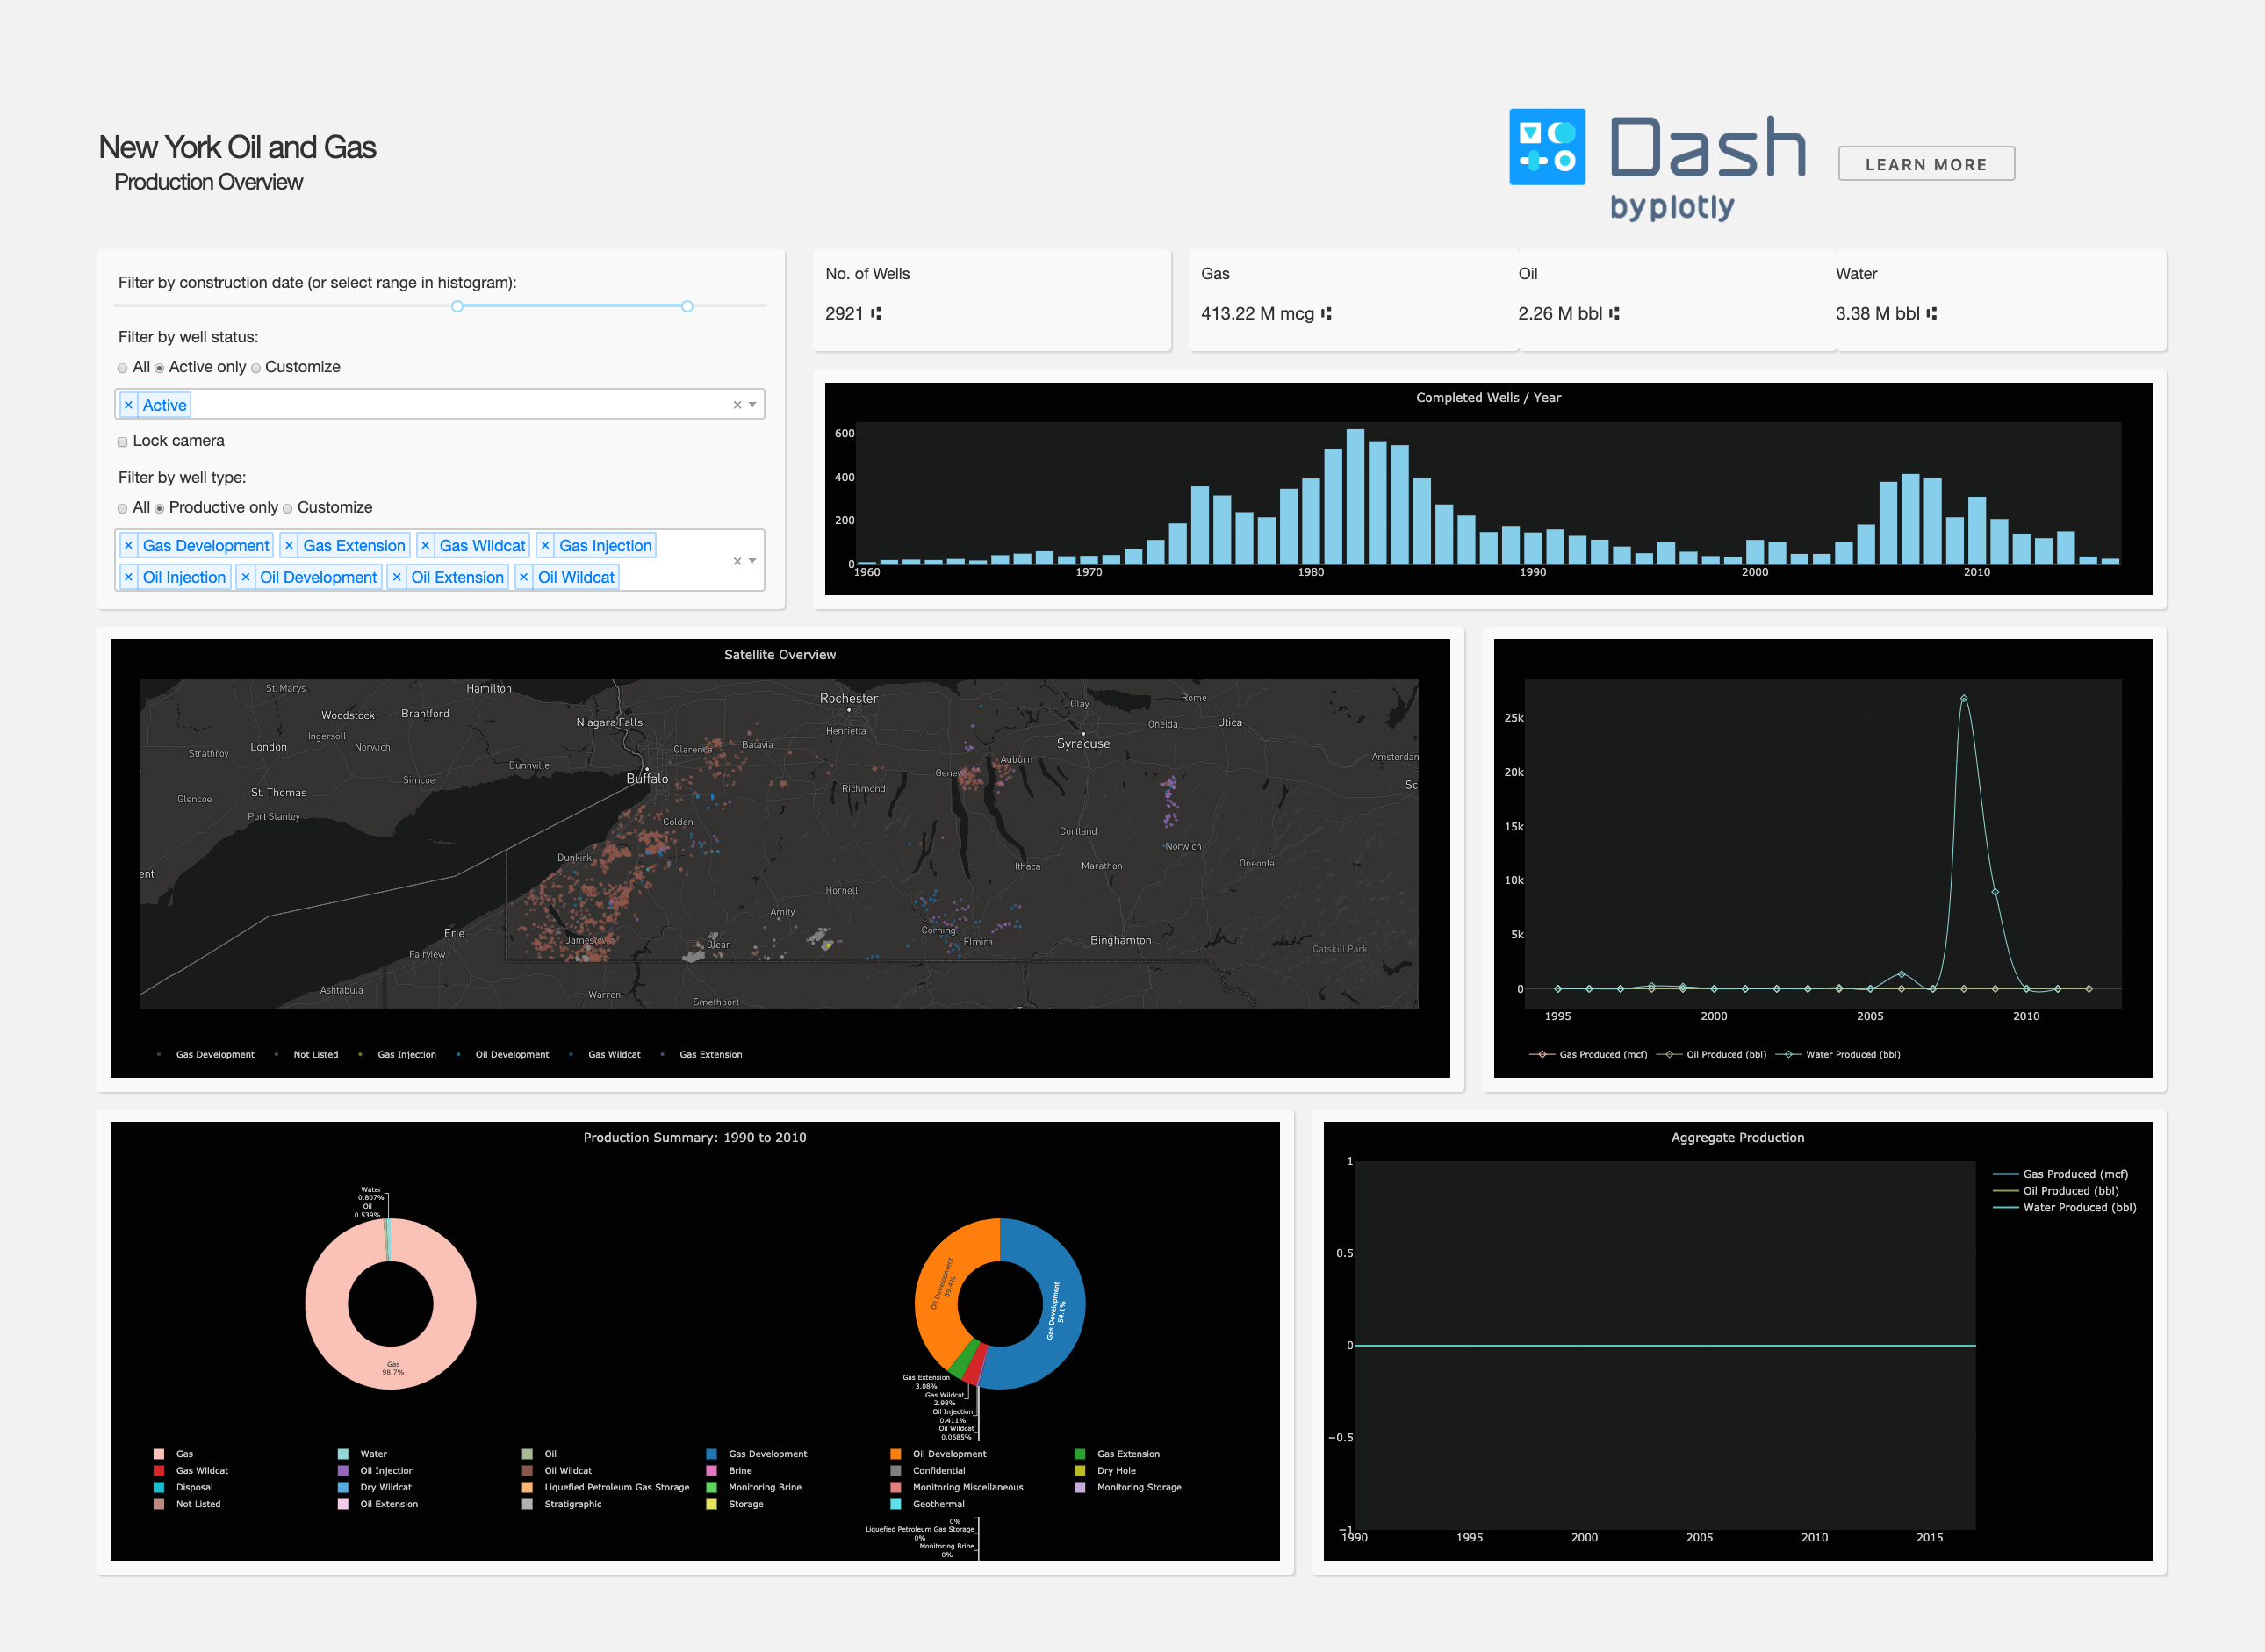 New York Oil and Gas
Production Overview
Dash
byplotly
LEARN MORE
Filter by construction date (or select range in histogram):
Filter by well status:
All Active only Customize
× Active
Lock camera
Filter by well type:
All Productive only Customize
× Gas Development × Gas Extension × Gas Wildcat × Gas Injection
× Oil Injection × Oil Development × Oil Extension × Oil Wildcat
No. of Wells
2921
Gas
413.22 M mcg
Oil
2.26 M bbl
Water
3.38 M bbl
Completed Wells / Year
600
400
200
0
1960 1970 1980 1990 2000 2010
Satellite Overview
St. Marys
Hamilton
Rochester
Clay
Rome
Woodstock
Brantford
Niagara Falls
Oneida
Utica
Ingersoll
Henrietta
London
Norwich
Clarence
Batavia
Syracuse
Strathroy
Auburn
Amsterdam
Dunnville
Simcoe
Buffalo
Geney
Richmond
Sc
Glencoe
St. Thomas
Port Stanley
Colden
Cortland
Norwich
Dunkirk
Ithaca
Marathon
Oneonta
ent
Hornell
Amity
Erie
Jamest
Olean
Corning
Elmira
Binghamton
Catskill Park
Fairview
Ashtabula
Warren
Smethport
Gas Development Not Listed Gas Injection Oil Development Gas Wildcat Gas Extension
25k
20k
15k
10k
5k
0
1995 2000 2005 2010
Gas Produced (mcf) Oil Produced (bbl) Water Produced (bbl)
Production Summary: 1990 to 2010
Water
0.807%
Oil
0.539%
Gas
98.7%
Oil Development
39.4%
Gas Development
54.1%
Gas Extension
3.08%
Gas Wildcat
2.98%
Oil Injection
0.411%
Oil Wildcat
0.0685%
Gas Water Oil Gas Development Oil Development Gas Extension
Gas Wildcat Oil Injection Oil Wildcat Brine Confidential Dry Hole
Disposal Dry Wildcat Liquefied Petroleum Gas Storage Monitoring Brine Monitoring Miscellaneous Monitoring Storage
Not Listed Oil Extension Stratigraphic Storage Geothermal
0%
Liquefied Petroleum Gas Storage
0%
Monitoring Brine
0%
Aggregate Production
1
0.5
0
−0.5
−1
1990 1995 2000 2005 2010 2015
Gas Produced (mcf)
Oil Produced (bbl)
Water Produced (bbl)